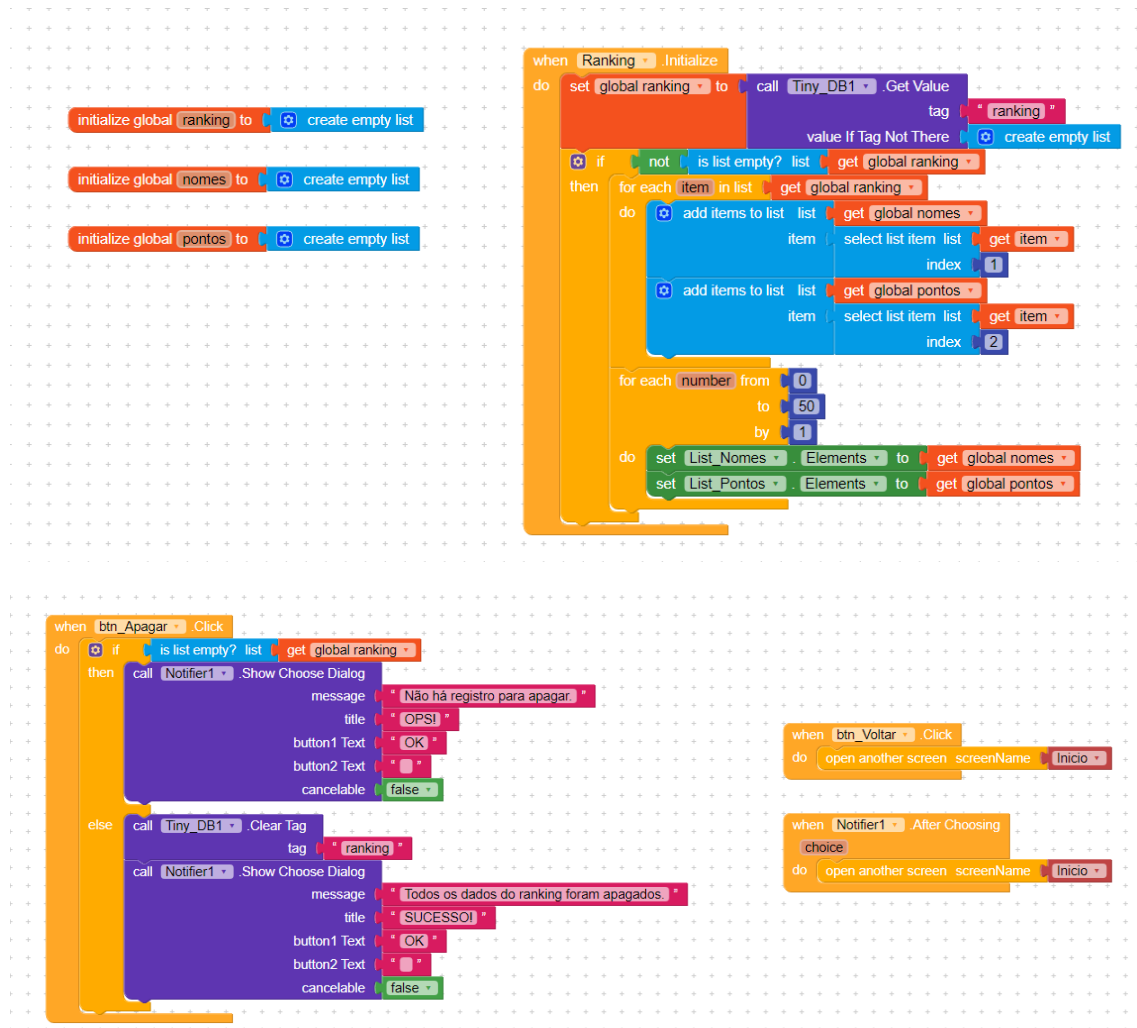 initialize global ranking to create empty list
initialize global nomes to create empty list
initialize global pontos to create empty list
when Ranking .Initialize
do set global ranking to call Tiny_DB1 .Get Value
tag " ranking "
value If Tag Not There create empty list
if not is list empty? list get global ranking
then for each item in list get global ranking
do add items to list list get global nomes
item select list item list get item
index 1
add items to list list get global pontos
item select list item list get item
index 2
for each number from 0
to 50
by 1
do set List_Nomes . Elements to get global nomes
set List_Pontos . Elements to get global pontos
when btn_Apagar .Click
do if is list empty? list get global ranking
then call Notifier1 .Show Choose Dialog
message " Não há registro para apagar. "
title " OPS! "
button1 Text " OK "
button2 Text " "
cancelable false
else call Tiny_DB1 .Clear Tag
tag " ranking "
call Notifier1 .Show Choose Dialog
message " Todos os dados do ranking foram apagados. "
title " SUCESSO! "
button1 Text " OK "
button2 Text " "
cancelable false
when btn_Voltar .Click
do open another screen screenName Inicio
when Notifier1 .After Choosing
choice
do open another screen screenName Inicio